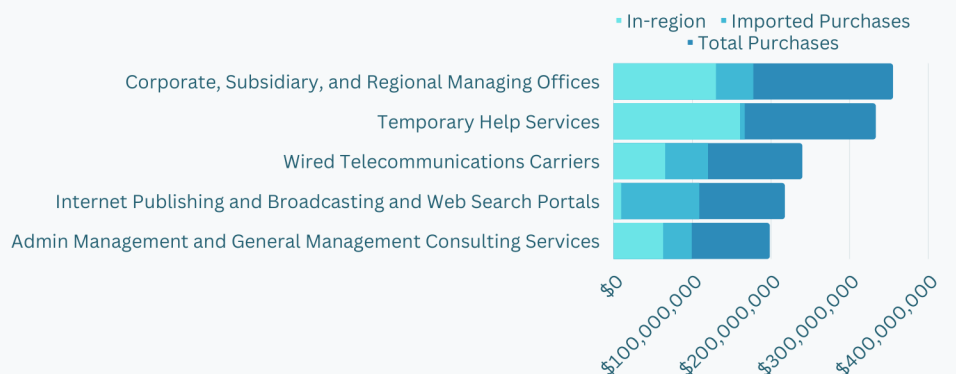 In-region Imported Purchases
Total Purchases
Corporate, Subsidiary, and Regional Managing Offices
Temporary Help Services
Wired Telecommunications Carriers
Internet Publishing and Broadcasting and Web Search Portals
Admin Management and General Management Consulting Services
$0
$100,000,000
$200,000,000
$300,000,000
$400,000,000